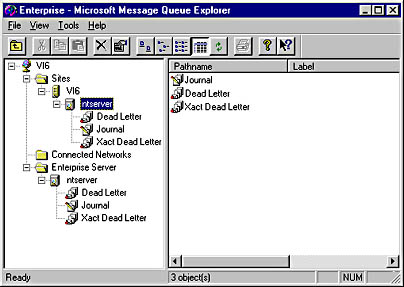 Enterprise - Microsoft Message Queue Explorer
File View Tools Help
VI6
Sites
VI6
ntserver
Dead Letter
Journal
Xact Dead Letter
Connected Networks
Enterprise Server
ntserver
Dead Letter
Journal
Xact Dead Letter
Pathname Label
Journal
Dead Letter
Xact Dead Letter
Ready 3 object(s) NUM